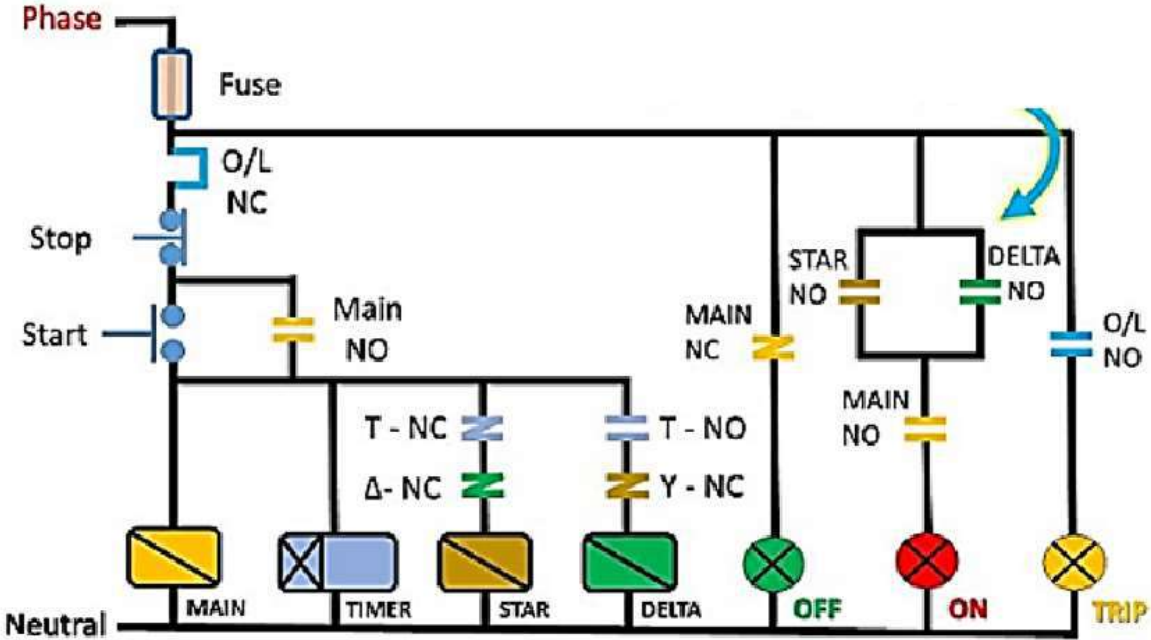 Phase
Fuse
O/L
NC
Stop
Start
Main
NO
T - NC
Δ- NC
T - NO
Y - NC
MAIN
NC
STAR
NO
DELTA
NO
MAIN
NO
O/L
NO
MAIN
TIMER
STAR
DELTA
OFF
ON
TRIP
Neutral